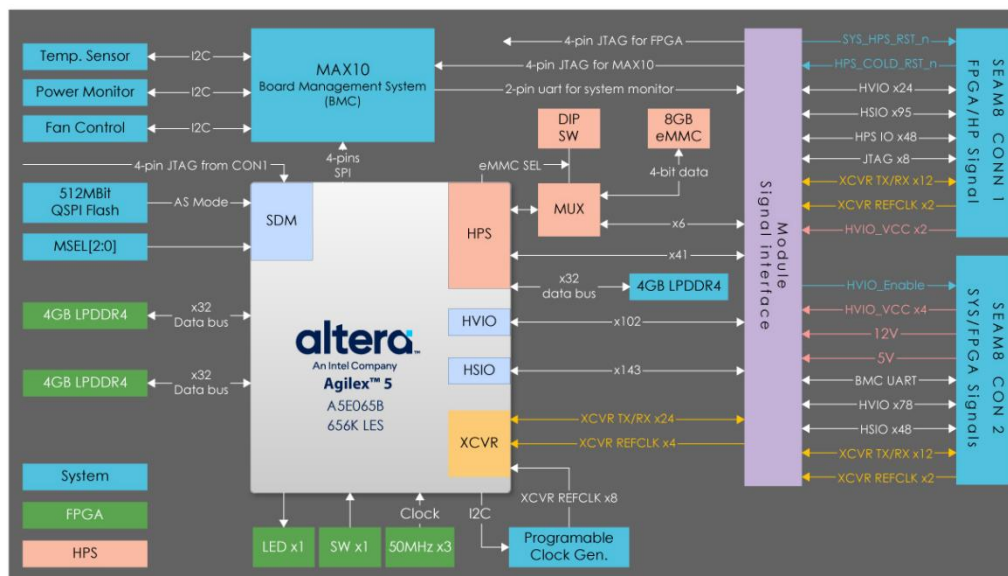 Temp. Sensor
I2C
Power Monitor
I2C
Fan Control
I2C
MAX10
Board Management System
(BMC)
4-pin JTAG for FPGA
4-pin JTAG for MAX10
2-pin uart for system monitor
4-pins
SPI
4-pin JTAG from CON1
512MBit
QSPI Flash
AS Mode
MSEL[2:0]
SDM
4GB LPDDR4
x32
Data bus
4GB LPDDR4
x32
Data bus
altera™
An Intel Company
Agilex™ 5
A5E065B
656K LES
HPS
HVIO
HSIO
XCVR
eMMC SEL
DIP
SW
8GB
eMMC
4-bit data
MUX
x6
x41
x32
data bus
4GB LPDDR4
x102
x143
XCVR TX/RX x24
XCVR REFCLK x4
XCVR REFCLK x8
Clock
I2C
LED x1
SW x1
50MHz x3
Programable
Clock Gen.
System
FPGA
HPS
Module
Signal interface
SYS_HPS_RST_n
HPS_COLD_RST_n
HVIO x24
HSIO x95
HPS IO x48
JTAG x8
XCVR TX/RX x12
XCVR REFCLK x2
HVIO_VCC x2
SEAM8 CONN 1
FPGA/HP Signal
HVIO_Enable
HVIO_VCC x4
12V
5V
BMC UART
HVIO x78
HSIO x48
XCVR TX/RX x12
XCVR REFCLK x2
SEAM8 CON 2
SYS/FPGA Signals